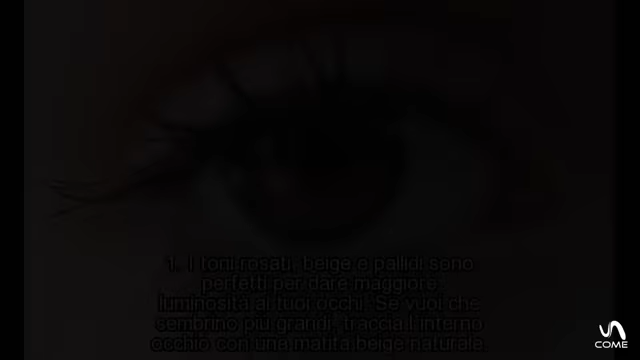 1. I toni rosati, beige e pallidi sono
perfetti per dare maggiore
luminosità ai tuoi occhi. Se vuoi che
sembrino più grandi, traccia l'interno
occhio con una matita beige naturale.
COME